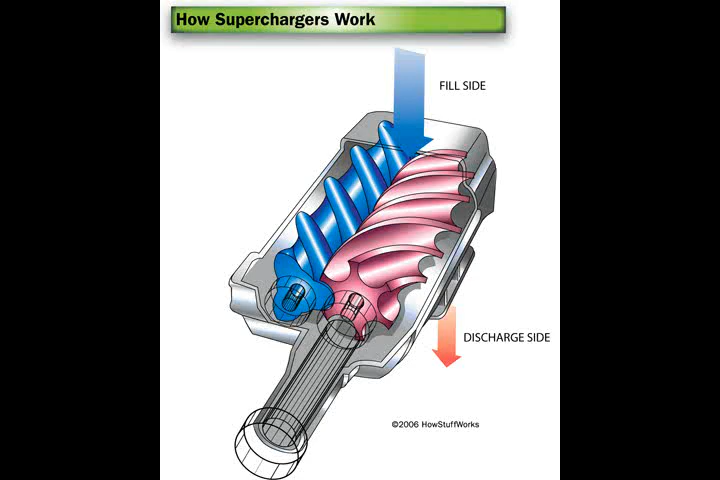 How Superchargers Work
FILL SIDE
DISCHARGE SIDE
©2006 HowStuffWorks